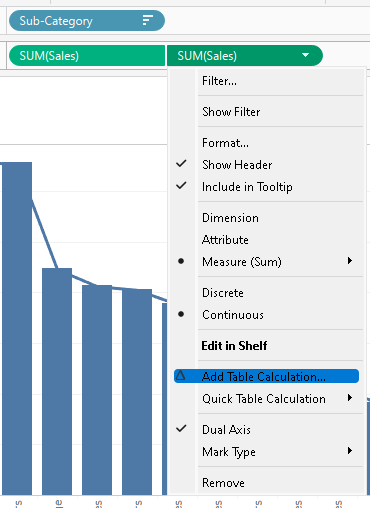 Sub-Category
SUM(Sales) SUM(Sales)
Filter...
Show Filter
Format...
Show Header
Include in Tooltip
Dimension
Attribute
Measure (Sum)
Discrete
Continuous
Edit in Shelf
Add Table Calculation...
Quick Table Calculation
Dual Axis
Mark Type
Remove